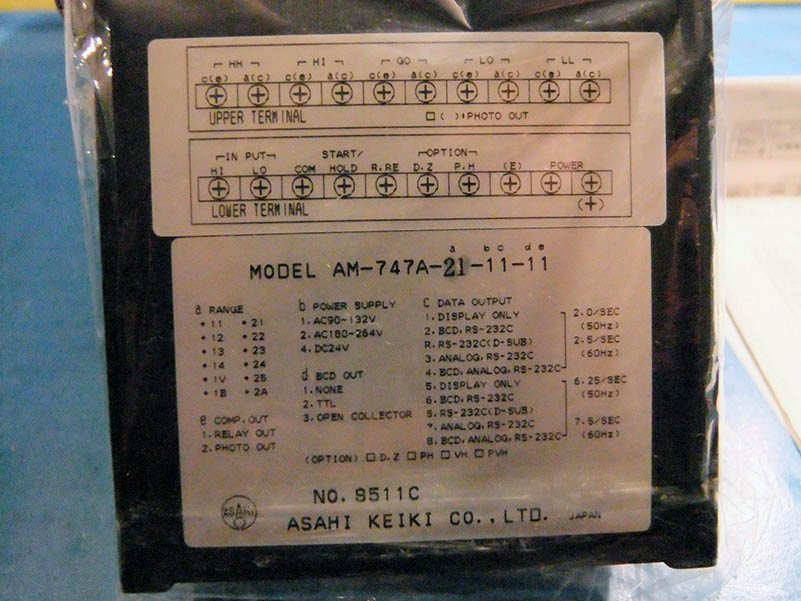 HH HI GO LO LL
c(e) a(c) c(e) a(c) c(e) a(c) c(e) a(c) c(e) a(c)
UPPER TERMINAL □( ):PHOTO OUT
IN PUT START/ OPTION POWER
HI LO COM HOLD R.RE D.Z P.H (E)
LOWER TERMINAL (+)
a b c d e
MODEL AM-747A-21-11-11
a RANGE
•11 •21
•12 •22
•13 •23
•14 •24
•1V •25
•1B •2A
e COMP.OUT
1.RELAY OUT
2.PHOTO OUT
b POWER SUPPLY
1.AC90~132V
2.AC180~264V
4.DC24V
d BCD OUT
1.NONE
2.TTL
3.OPEN COLLECTOR
C DATA OUTPUT
1.DISPLAY ONLY
2.BCD,RS-232C
R.RS-232C(D-SUB)
3.ANALOG,RS-232C
4.BCD,ANALOG,RS-232C
5.DISPLAY ONLY
6.BCD,RS-232C
S.RS-232C(D-SUB)
7.ANALOG,RS-232C
8.BCD,ANALOG,RS-232C
2.0/SEC
(50Hz)
2.5/SEC
(60Hz)
6.25/SEC
(50Hz)
7.5/SEC
(60Hz)
(OPTION) □ D.Z □ PH □ VH □ PVH
NO. 9511C
ASAHI
ASAHI KEIKI CO.,LTD. JAPAN